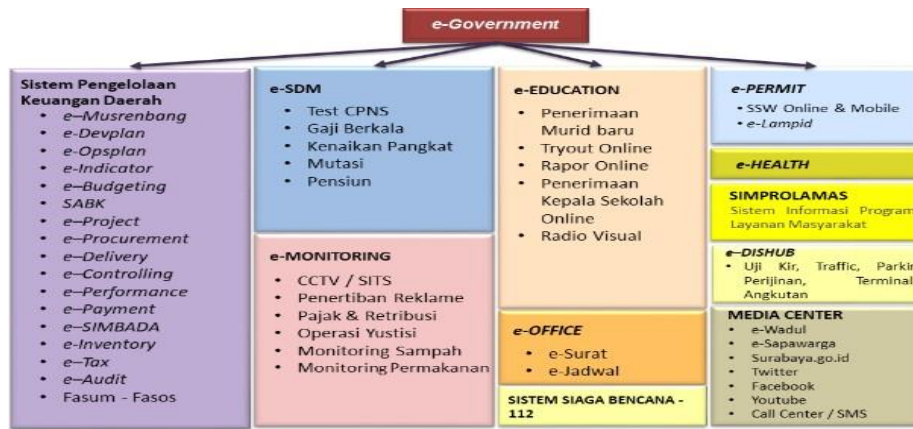 e-Government
Sistem Pengelolaan
Keuangan Daerah
• e–Musrenbang
• e-Devplan
• e-Opsplan
• e-Indicator
• e–Budgeting
• SABK
• e–Project
• e–Procurement
• e–Delivery
• e–Controlling
• e–Performance
• e–Payment
• e–SIMBADA
• e-Inventory
• e–Tax
• e–Audit
• Fasum - Fasos
e-SDM
• Test CPNS
• Gaji Berkala
• Kenaikan Pangkat
• Mutasi
• Pensiun
e-MONITORING
• CCTV / SITS
• Penertiban Reklame
• Pajak & Retribusi
• Operasi Yustisi
• Monitoring Sampah
• Monitoring Permakanan
e-EDUCATION
• Penerimaan
Murid baru
• Tryout Online
• Rapor Online
• Penerimaan
Kepala Sekolah
Online
• Radio Visual
e-OFFICE
• e-Surat
• e-Jadwal
SISTEM SIAGA BENCANA -
112
e-PERMIT
• SSW Online & Mobile
• e-Lampid
e-HEALTH
SIMPROLAMAS
Sistem Informasi Program
Layanan Masyarakat
e–DISHUB
• Uji Kir, Traffic, Parkir
Perijinan, Terminal
Angkutan
MEDIA CENTER
• e-Wadul
• e-Sapawarga
• Surabaya.go.id
• Twitter
• Facebook
• Youtube
• Call Center / SMS